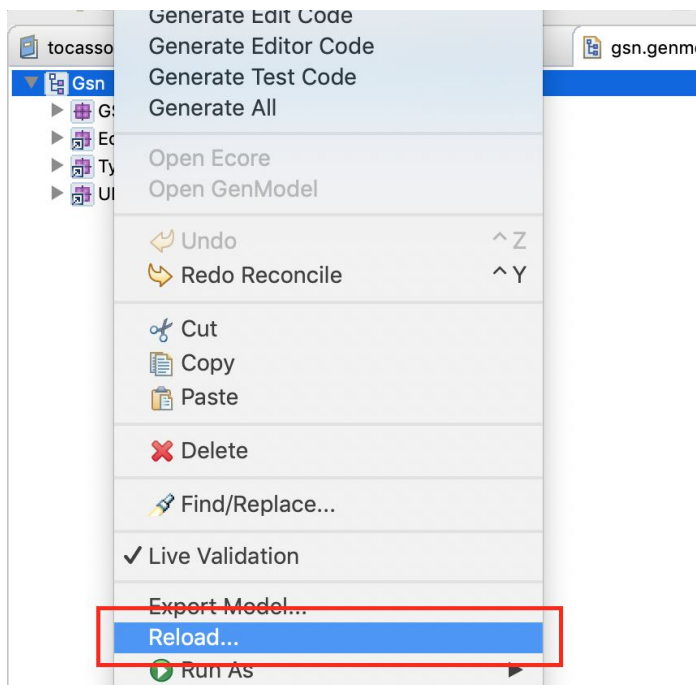 Generate Edit Code
tocasso
Generate Editor Code
gsn.genm
Gsn
Generate Test Code
Generate All
Open Ecore
Open GenModel
Undo ^ Z
Redo Reconcile ^ Y
Cut
Copy
Paste
Delete
Find/Replace...
✓ Live Validation
Export Model...
Reload...
Run As